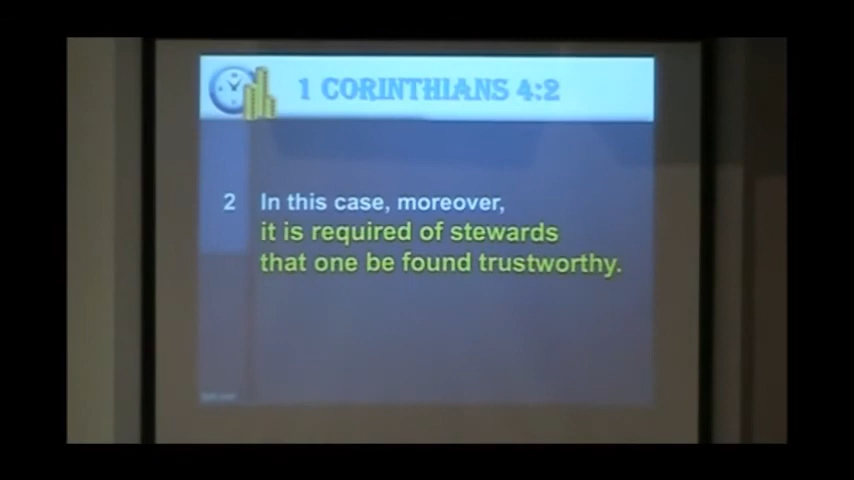 1 CORINTHIANS 4:2
2 In this case, moreover,
it is required of stewards
that one be found trustworthy.